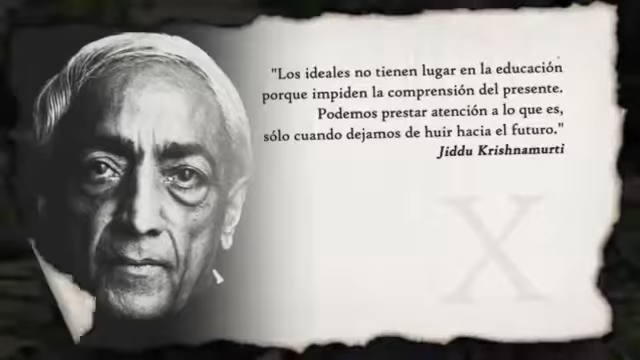 "Los ideales no tienen lugar en la educación
porque impiden la comprensión del presente.
Podemos prestar atención a lo que es,
sólo cuando dejamos de huir hacia el futuro."
Jiddu Krishnamurti
X